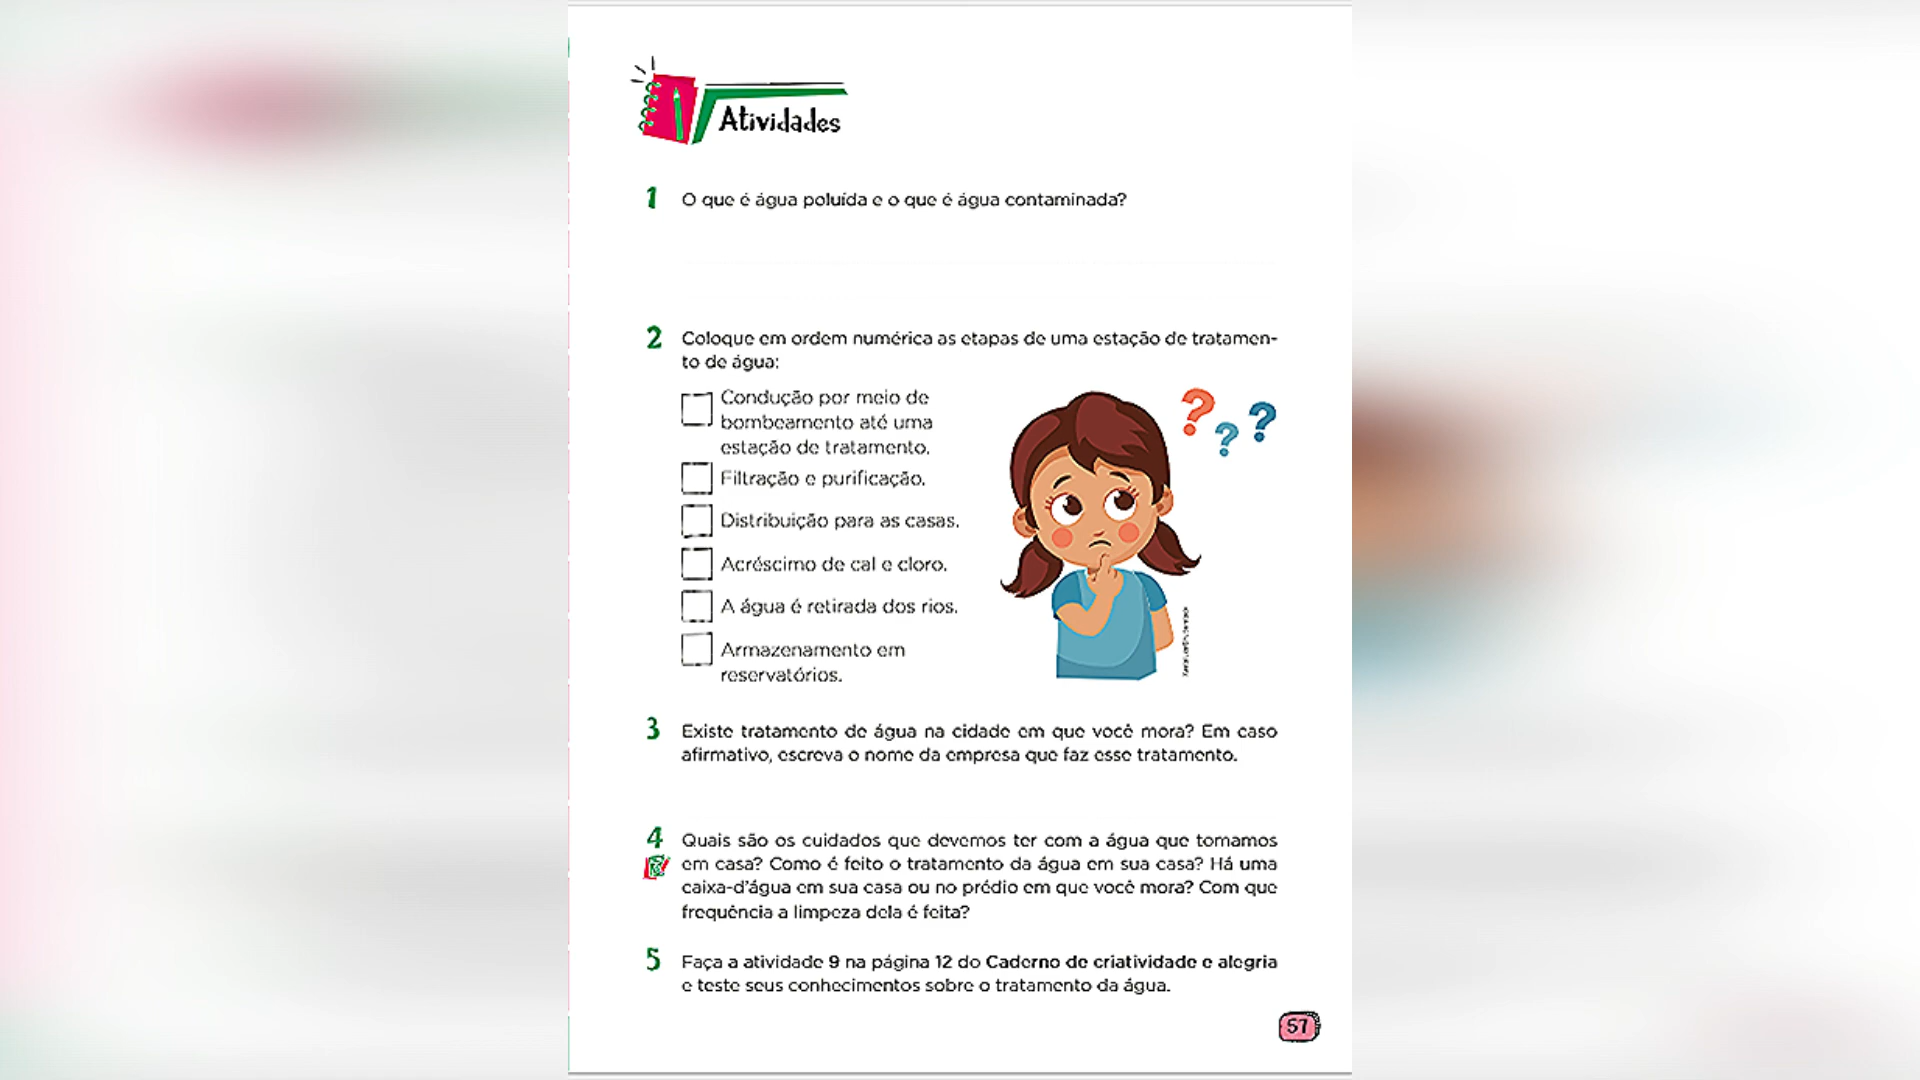 Atividades
1 O que é água poluída e o que é água contaminada?
2 Coloque em ordem numérica as etapas de uma estação de tratamen-
to de água:
Condução por meio de
bombeamento até uma
estação de tratamento.
Filtração e purificação.
Distribuição para as casas.
Acréscimo de cal e cloro.
A água é retirada dos rios.
Armazenamento em
reservatórios.
? ? ?
3 Existe tratamento de água na cidade em que você mora? Em caso
afirmativo, escreva o nome da empresa que faz esse tratamento.
4 Quais são os cuidados que devemos ter com a água que tomamos
em casa? Como é feito o tratamento da água em sua casa? Há uma
caixa-d'água em sua casa ou no prédio em que você mora? Com que
frequência a limpeza dela é feita?
5 Faça a atividade 9 na página 12 do Caderno de criatividade e alegria
e teste seus conhecimentos sobre o tratamento da água.
57